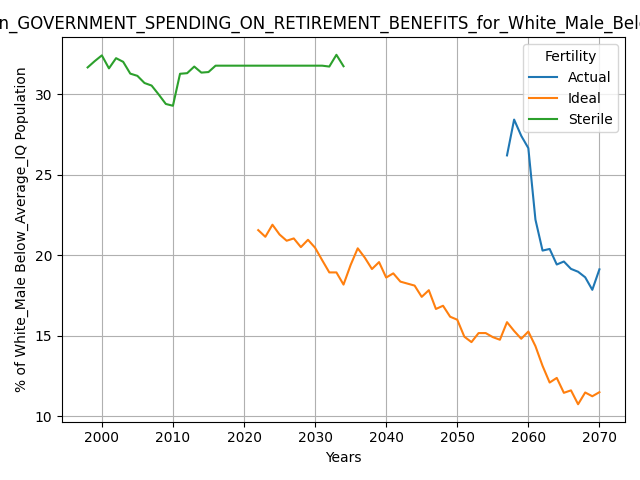 n_GOVERNMENT_SPENDING_ON_RETIREMENT_BENEFITS_for_White_Male_Belo
Fertility
Actual
Ideal
Sterile
% of White_Male Below_Average_IQ Population
30
25
20
15
10
2000 2010 2020 2030 2040 2050 2060 2070
Years